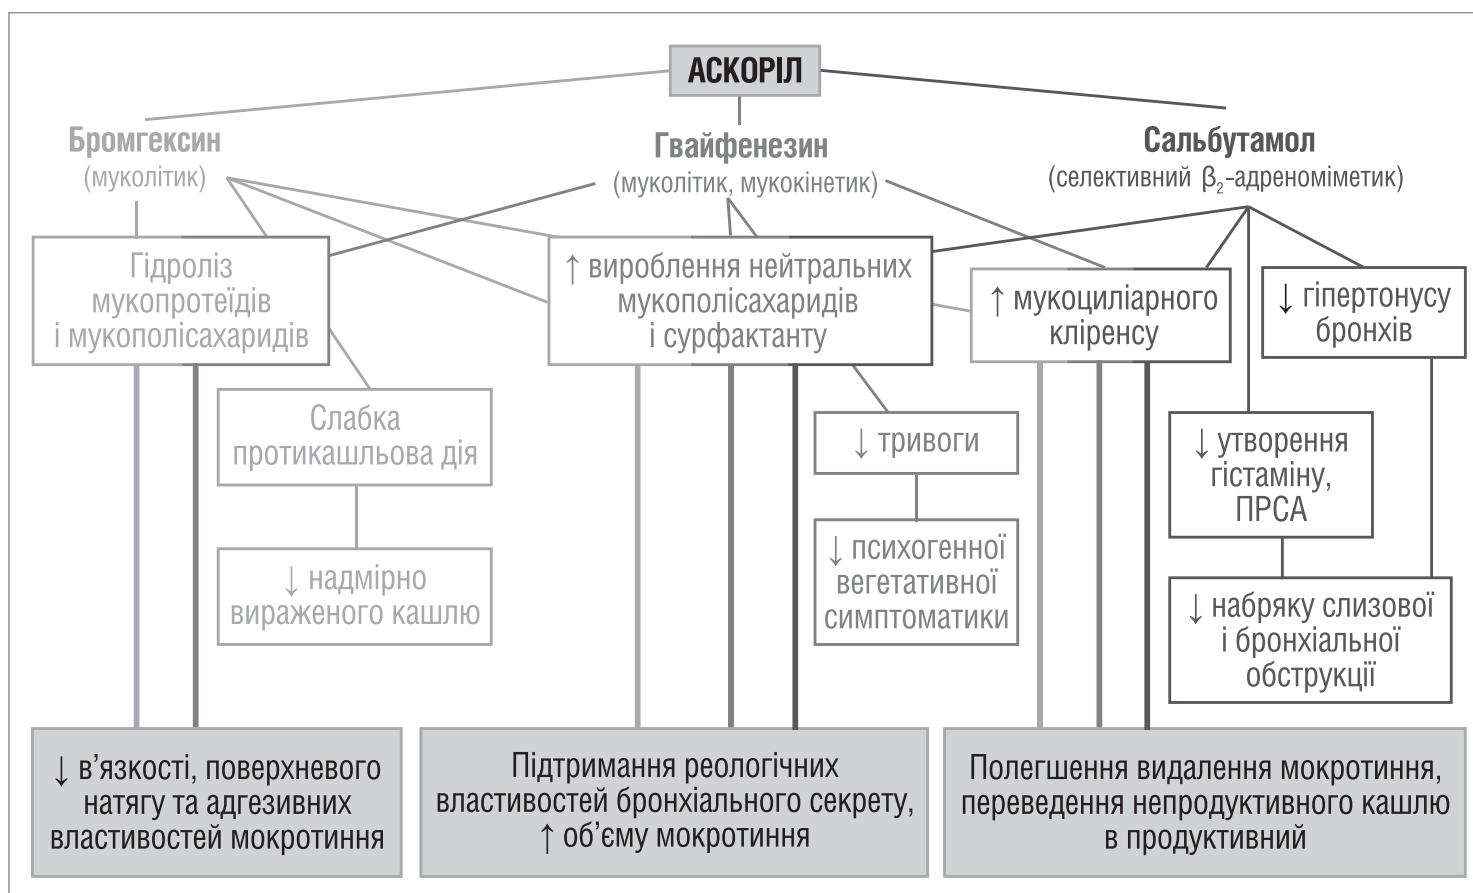 АСКОРІЛ
Бромгексин
(муколітик)
Гвайфенезин
(муколітик, мукокінетик)
Сальбутамол
(селективний β₂-адреноміметик)
Гідроліз
мукопротеїдів
і мукополісахаридів
↑ вироблення нейтральних
мукополісахаридів
і сурфактанту
↑ мукоциліарного
кліренсу
↓ гіпертонусу
бронхів
Слабка
протикашльова дія
↓ тривоги
↓ утворення
гістаміну,
ПРСА
↓ надмірно
вираженого кашлю
↓ психогенної
вегетативної
симптоматики
↓ набряку слизової
і бронхіальної
обструкції
↓ в’язкості, поверхневого
натягу та адгезивних
властивостей мокротиння
Підтримання реологічних
властивостей бронхіального секрету,
↑ об’єму мокротиння
Полегшення видалення мокротиння,
переведення непродуктивного кашлю
в продуктивний